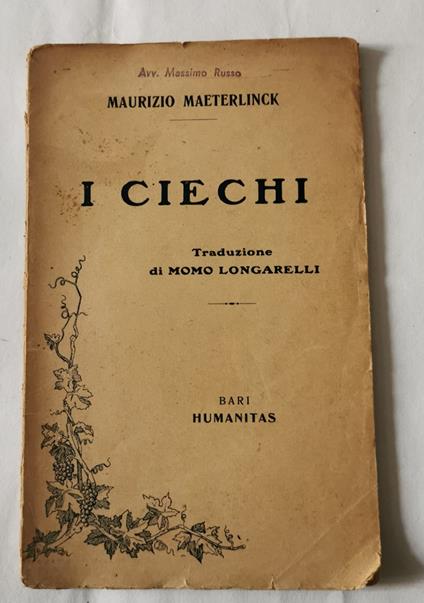 Avv. Massimo Russo
MAURIZIO MAETERLINCK
I CIECHI
Traduzione
di MOMO LONGARELLI
BARI
HUMANITAS